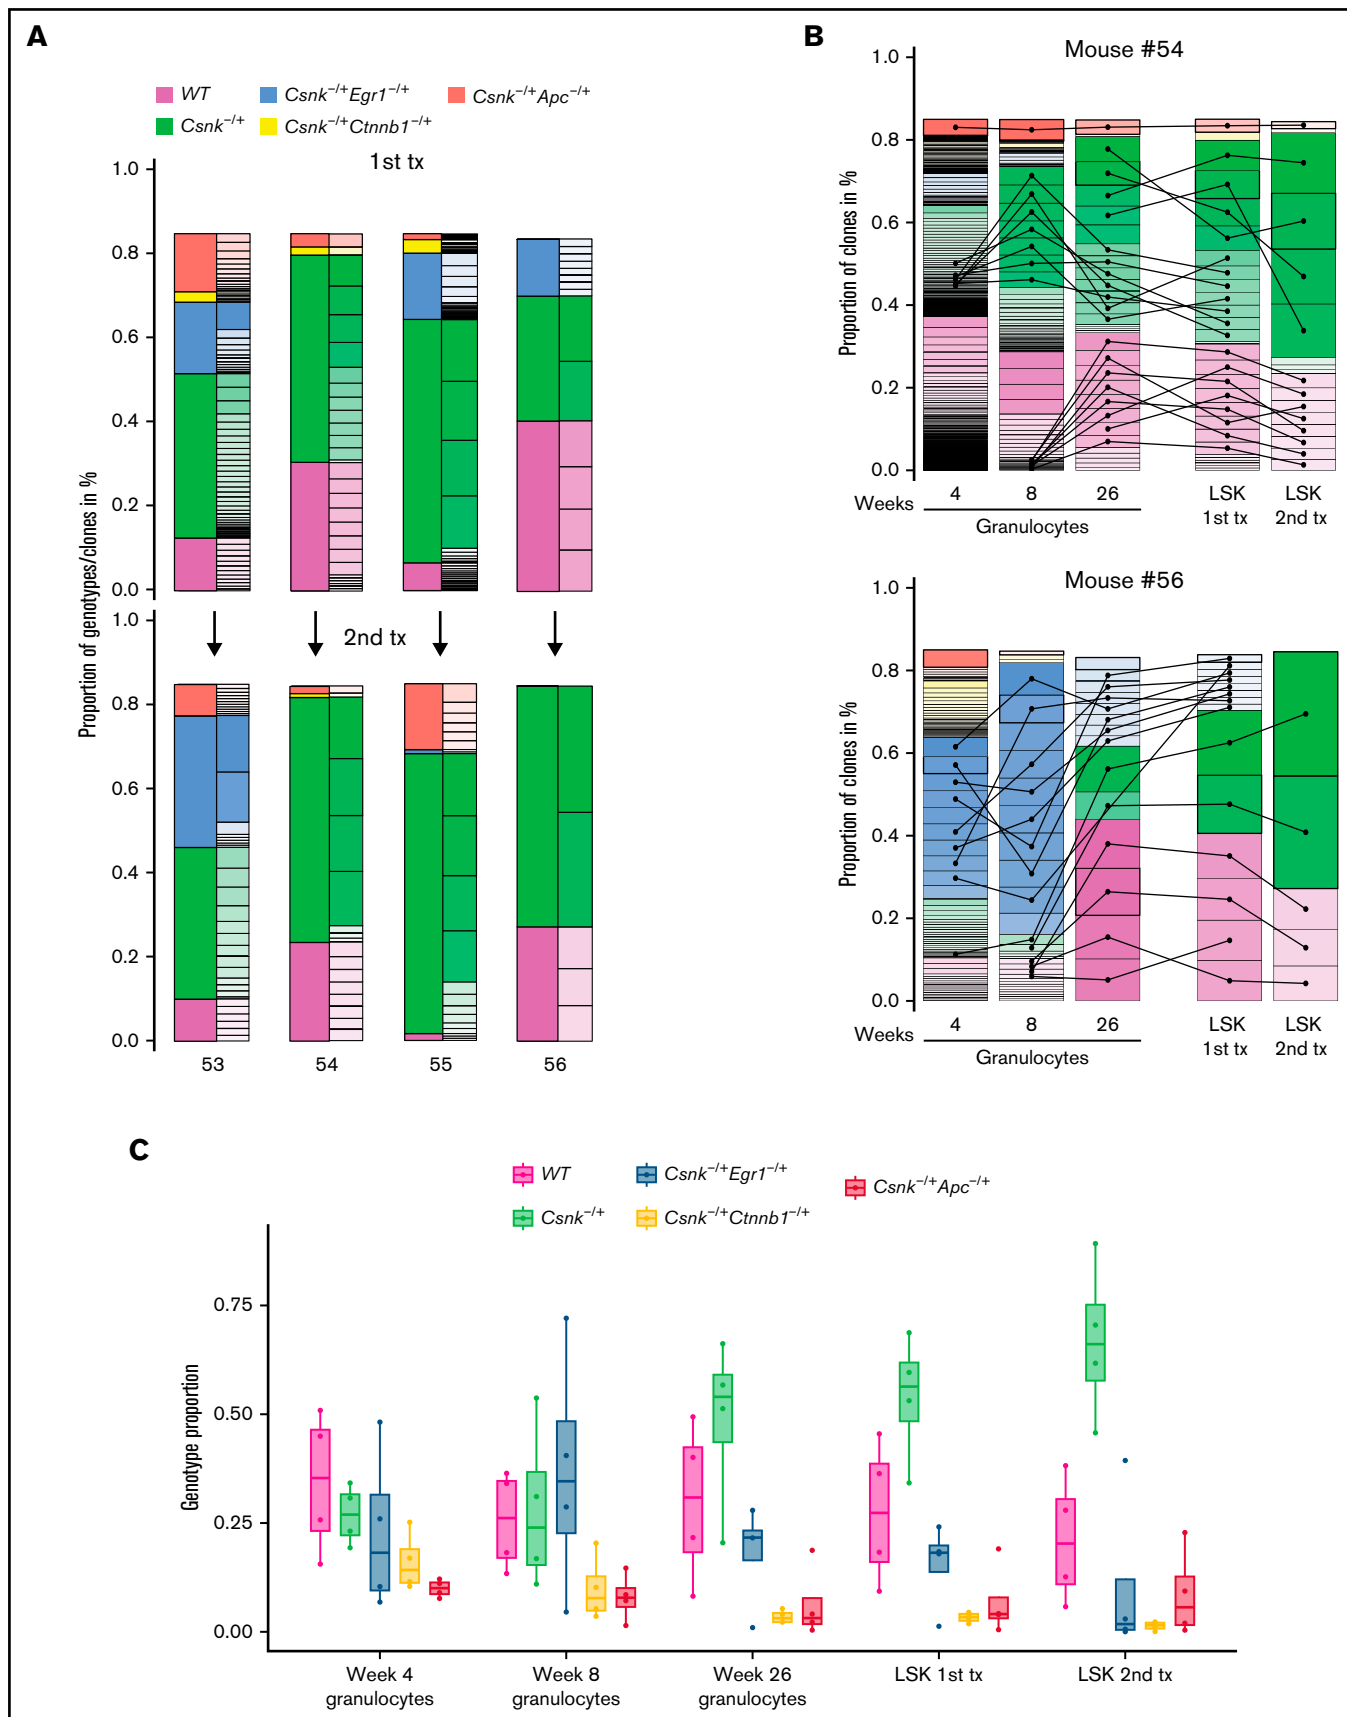 A
WT
Csnk−/+Egr1−/+
Csnk−/+Apc−/+
Csnk−/+
Csnk−/+Ctnnb1−/+
1st tx
Proportion of genotypes/clones in %
1.0
0.8
0.6
0.4
0.2
0.0
2nd tx
1.0
0.8
0.6
0.4
0.2
0.0
53
54
55
56
B
Mouse #54
Proportion of clones in %
1.0
0.8
0.6
0.4
0.2
0.0
Weeks
4
8
26
Granulocytes
LSK
1st tx
LSK
2nd tx
Mouse #56
Proportion of clones in %
1.0
0.8
0.6
0.4
0.2
0.0
Weeks
4
8
26
Granulocytes
LSK
1st tx
LSK
2nd tx
C
WT
Csnk−/+Egr1−/+
Csnk−/+Apc−/+
Csnk−/+
Csnk−/+Ctnnb1−/+
Genotype proportion
0.75
0.50
0.25
0.00
Week 4
granulocytes
Week 8
granulocytes
Week 26
granulocytes
LSK 1st tx
LSK 2nd tx